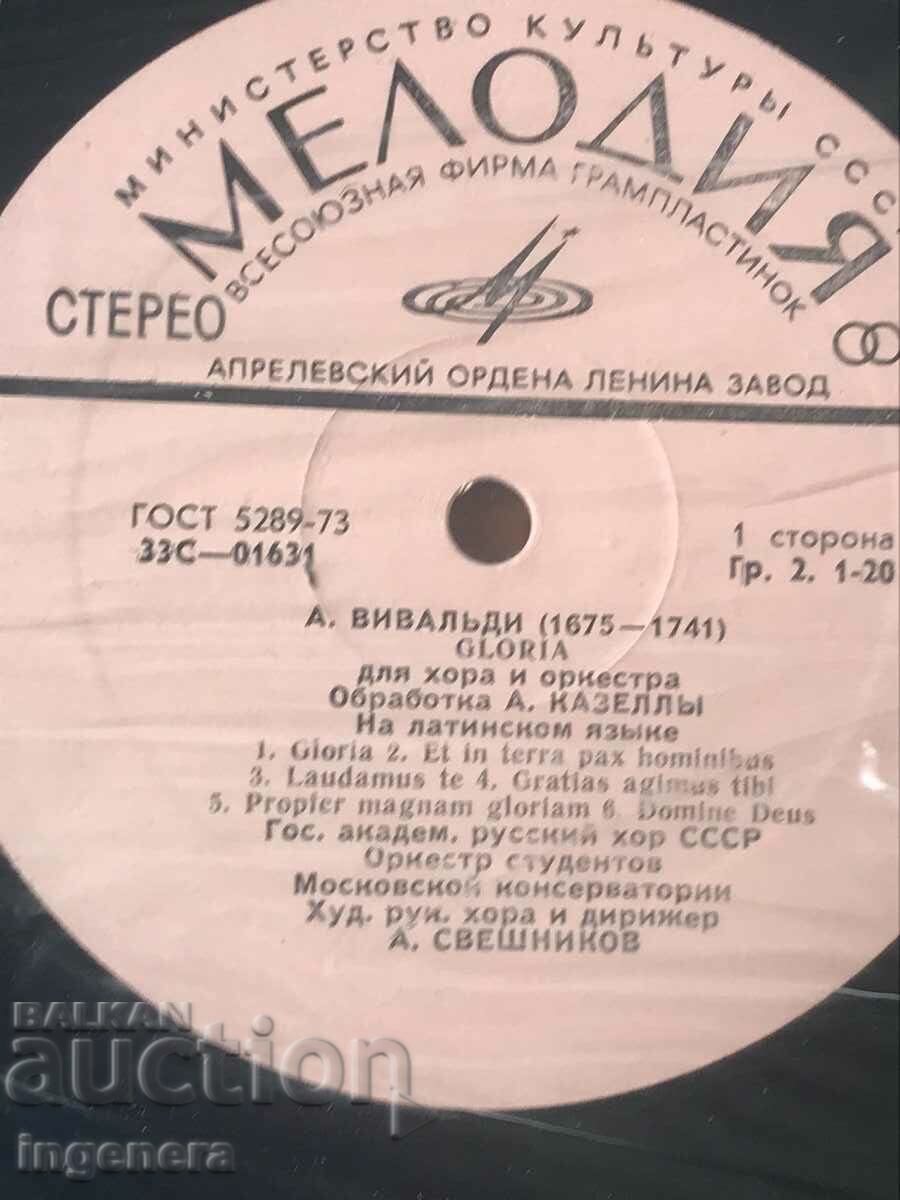 МИНИСТЕРСТВО КУЛЬТУРЫ ССС
МЕЛОДИЯ
ВСЕСОЮЗНАЯ ФИРМА ГРАМПЛАСТИНОК
СТЕРЕО
АПРЕЛЕВСКИЙ ОРДЕНА ЛЕНИНА ЗАВОД
ГОСТ 5289-73
33С—01631
1 сторона
Гр. 2. 1-20
А. ВИВАЛЬДИ (1675—1741)
GLORIA
для хора и оркестра
Обработка А. КАЗЕЛЛЫ
На латинском языке
1. Gloria 2. Et in terra pax hominibus
3. Laudamus te 4. Gratias agimus tibi
5. Propier magnam gloriam 6. Domine Deus
Гос. академ. русский хор СССР
Оркестр студентов
Московской консерватории
Худ. рук. хора и дирижер
А. СВЕШНИКОВ
BALKAN
auction
ingenera